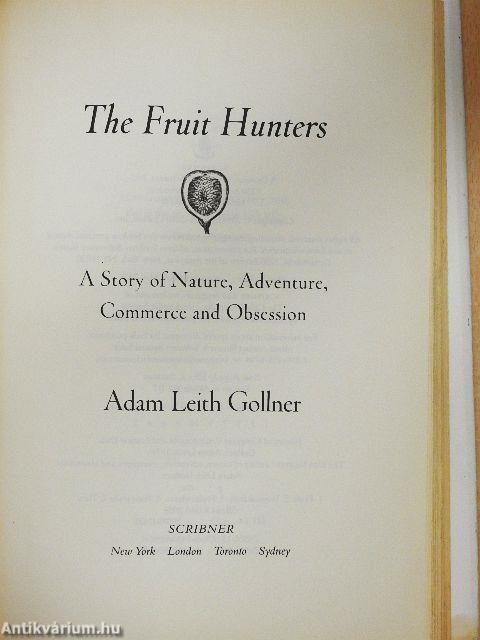 The Fruit Hunters
A Story of Nature, Adventure,
Commerce and Obsession
Adam Leith Gollner
SCRIBNER
New York London Toronto Sydney
Antikvárium.hu